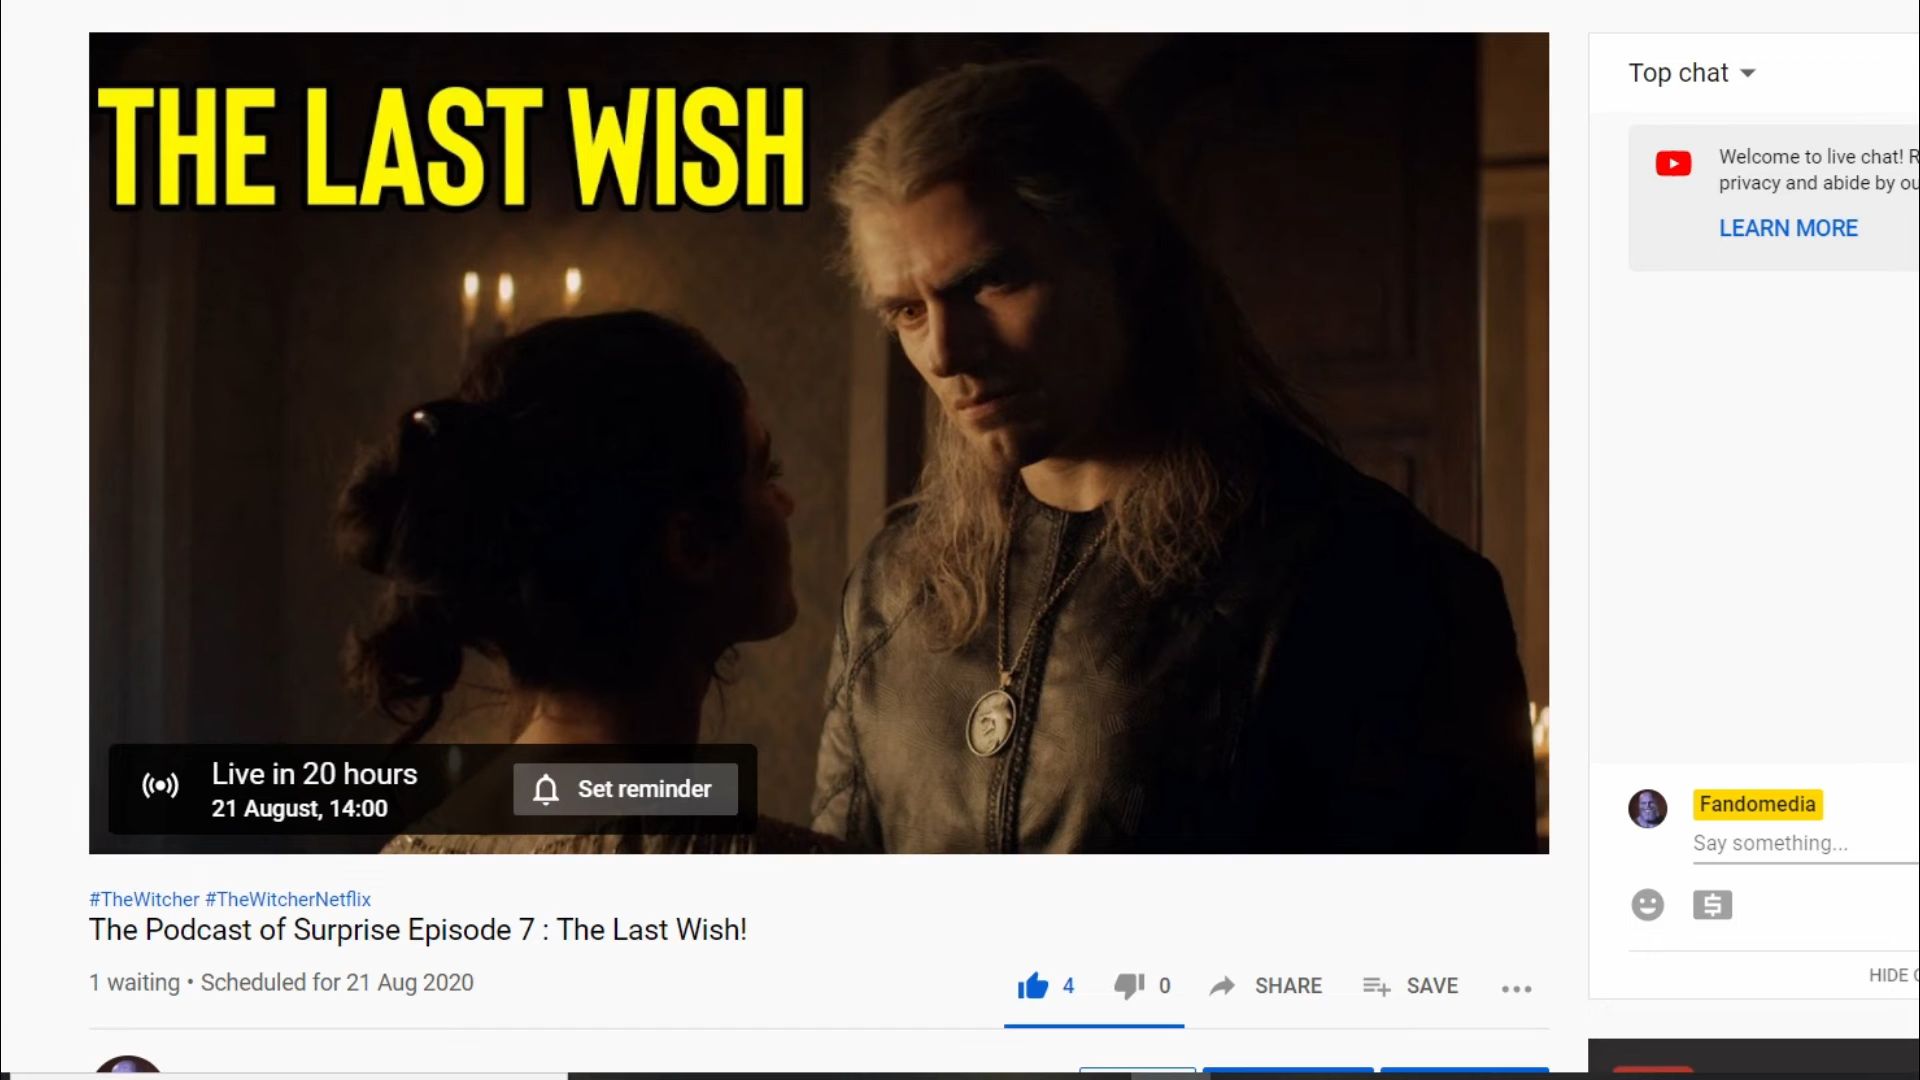 THE LAST WISH
Live in 20 hours
21 August, 14:00
Set reminder
#TheWitcher #TheWitcherNetflix
The Podcast of Surprise Episode 7 : The Last Wish!
1 waiting • Scheduled for 21 Aug 2020
4
0
SHARE
SAVE
Top chat
Welcome to live chat! R
privacy and abide by ou
LEARN MORE
Fandomedia
Say something...
HIDE